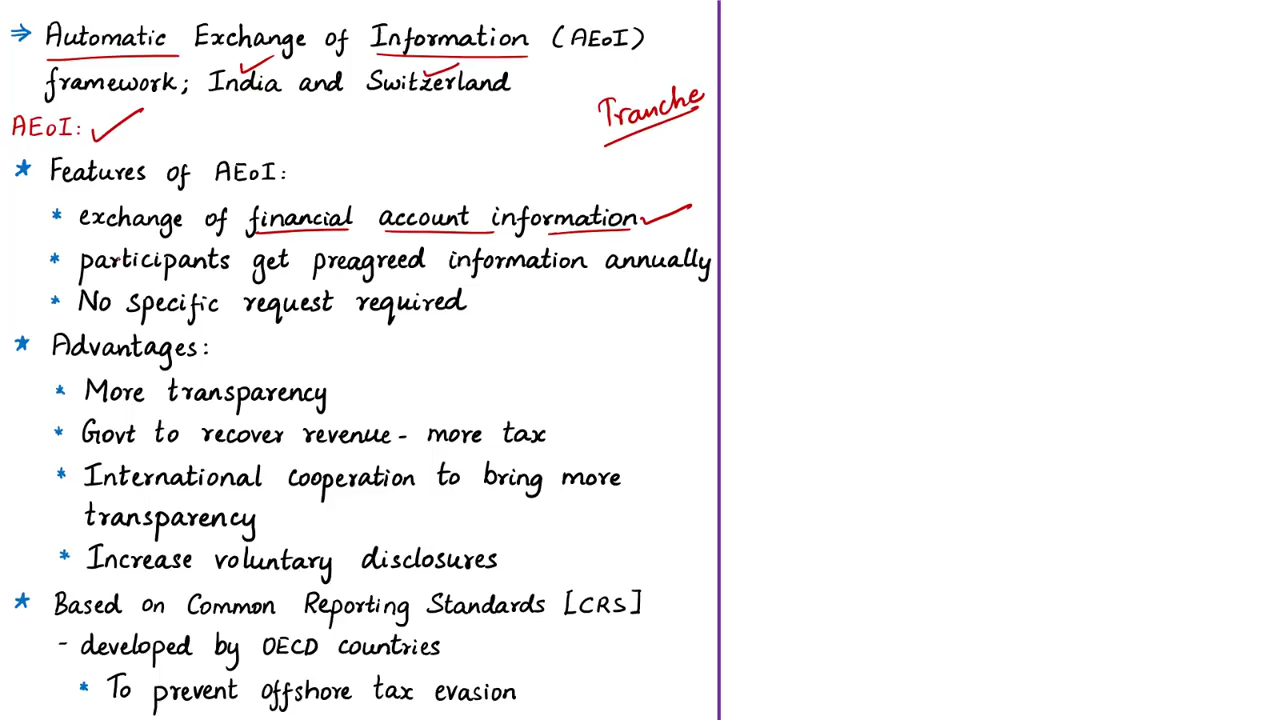 ⇒ Automatic Exchange of Information (AEoI)
framework; India and Switzerland
Tranche
AEoI:
* Features of AEoI:
* exchange of financial account information
* participants get preagreed information annually
* No specific request required
* Advantages:
* More transparency
* Govt to recover revenue - more tax
* International cooperation to bring more
transparency
* Increase voluntary disclosures
* Based on Common Reporting Standards [CRS]
- developed by OECD countries
* To prevent offshore tax evasion